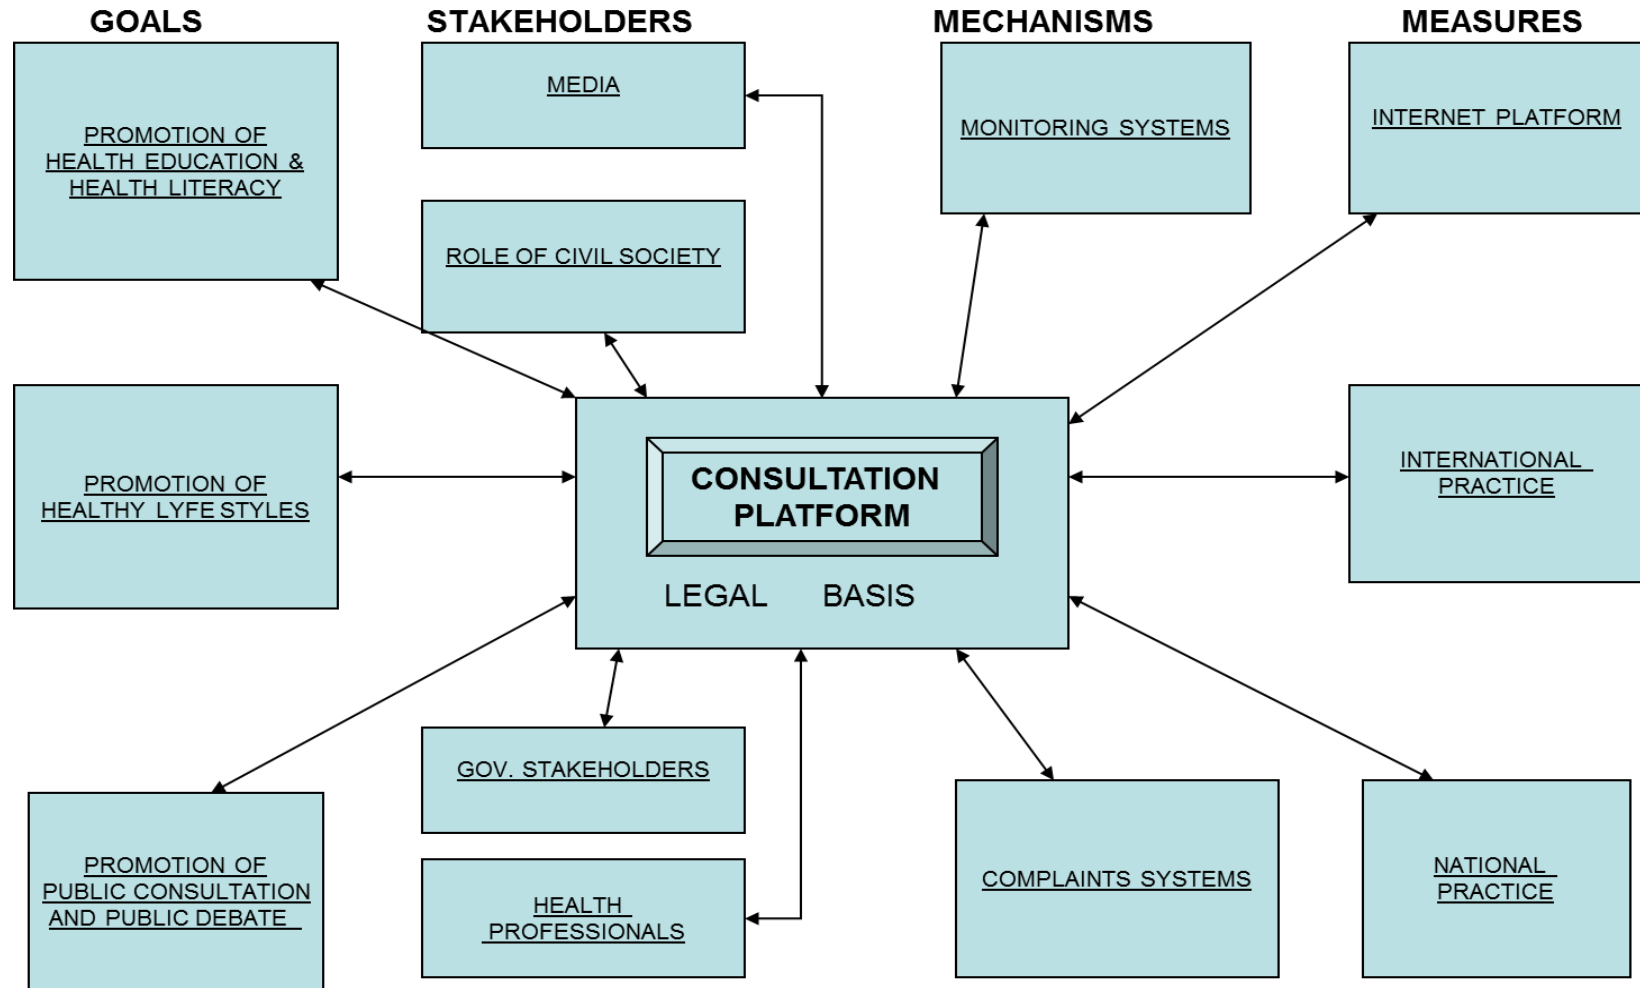 GOALS
STAKEHOLDERS
MECHANISMS
MEASURES
PROMOTION OF
HEALTH EDUCATION &
HEALTH LITERACY
MEDIA
ROLE OF CIVIL SOCIETY
MONITORING SYSTEMS
INTERNET PLATFORM
PROMOTION OF
HEALTHY LYFE STYLES
CONSULTATION
PLATFORM
LEGAL BASIS
INTERNATIONAL
PRACTICE
PROMOTION OF
PUBLIC CONSULTATION
AND PUBLIC DEBATE
GOV. STAKEHOLDERS
HEALTH
PROFESSIONALS
COMPLAINTS SYSTEMS
NATIONAL
PRACTICE